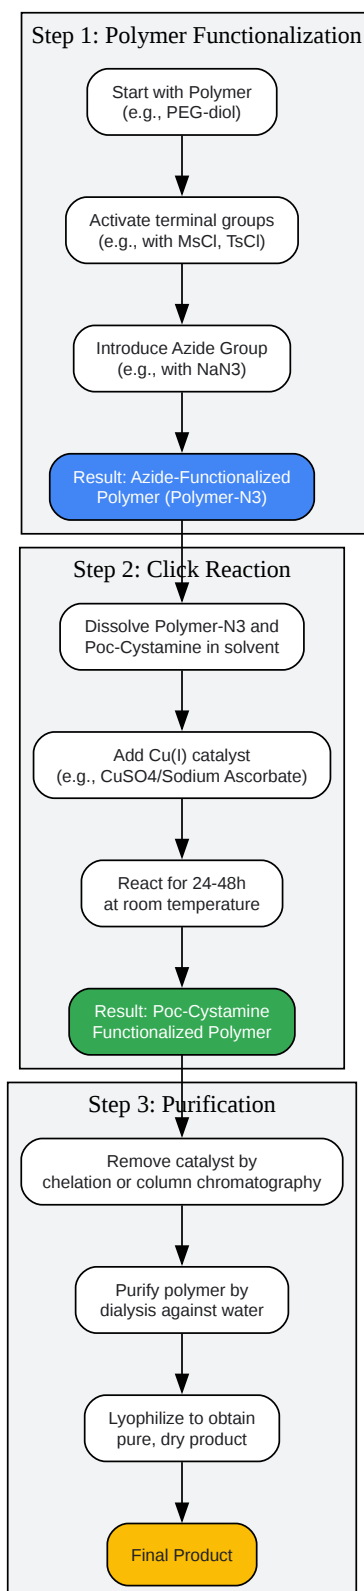 Step 1: Polymer Functionalization
Start with Polymer
(e.g., PEG-diol)
Activate terminal groups
(e.g., with MsCl, TsCl)
Introduce Azide Group
(e.g., with NaN3)
Result: Azide-Functionalized
Polymer (Polymer-N3)
Step 2: Click Reaction
Dissolve Polymer-N3 and
Poc-Cystamine in solvent
Add Cu(I) catalyst
(e.g., CuSO4/Sodium Ascorbate)
React for 24-48h
at room temperature
Result: Poc-Cystamine
Functionalized Polymer
Step 3: Purification
Remove catalyst by
chelation or column chromatography
Purify polymer by
dialysis against water
Lyophilize to obtain
pure, dry product
Final Product